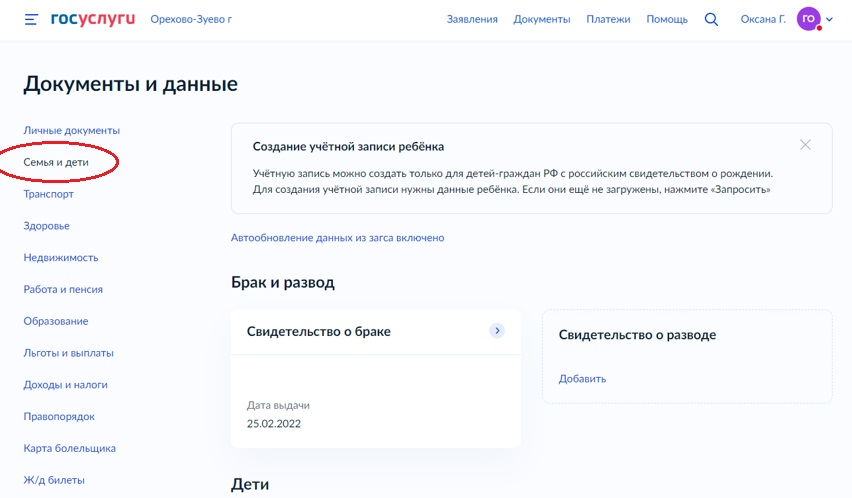 госуслуги Орехово-Зуево г Заявления Документы Платежи Помощь Оксана Г. ГО
Документы и данные
Личные документы
Семья и дети
Транспорт
Здоровье
Недвижимость
Работа и пенсия
Образование
Льготы и выплаты
Доходы и налоги
Правопорядок
Карта болельщика
Ж/д билеты
Создание учётной записи ребёнка
Учётную запись можно создать только для детей-граждан РФ с российским свидетельством о рождении.
Для создания учётной записи нужны данные ребёнка. Если они ещё не загружены, нажмите «Запросить»
Автообновление данных из загса включено
Брак и развод
Свидетельство о браке
Дата выдачи
25.02.2022
Свидетельство о разводе
Добавить
Дети